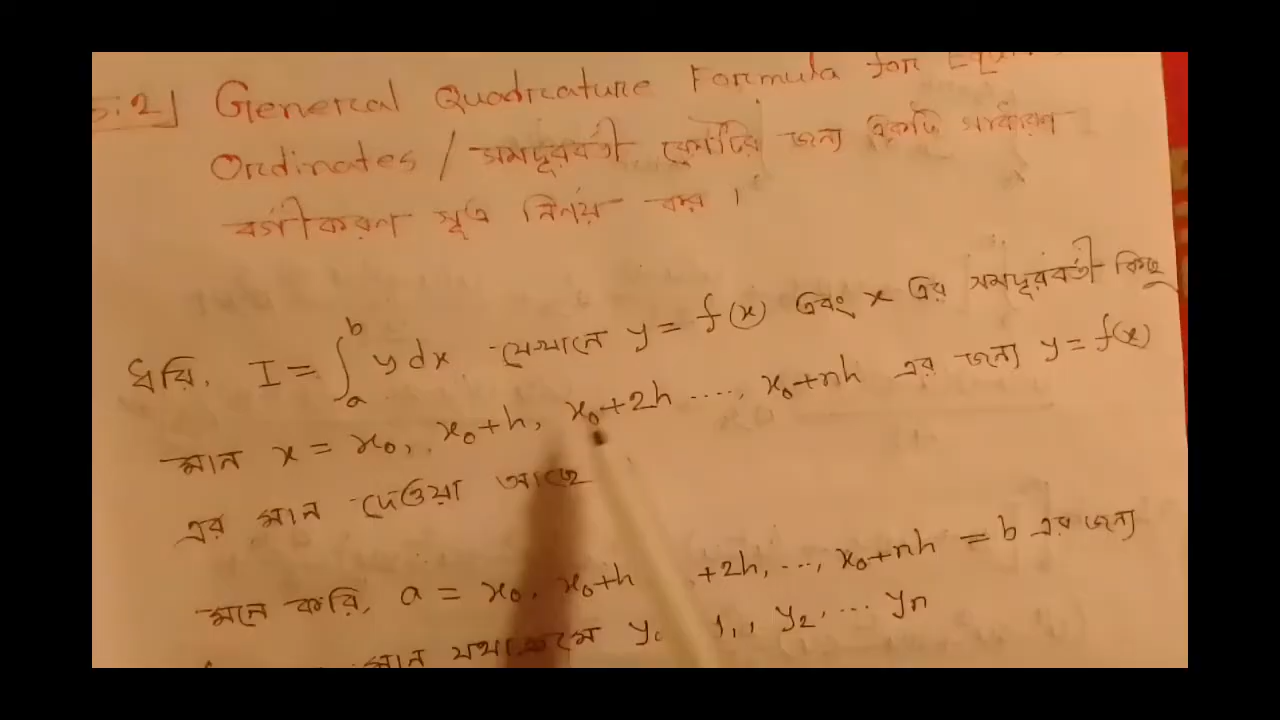 5.2] General Quadrature Formula for
Ordinates / সমদূরবর্তী কোটির জন্য একটি সাধারণ
বর্গীকরণ সূত্র নির্ণয় কর।
ধরি, I = ∫ₐᵇ y dx যেখানে y = f(x) এবং x এর সমদূরবর্তী কিছু
মান x = x₀, x₀+h, x₀+2h ...., x₀+nh এর জন্য y = f(x)
এর মান দেওয়া আছে
মনে করি, a = x₀, x₀+h +2h, ..., x₀+nh = b এর জন্য
মান যথাক্রমে y₂, ... yₙ